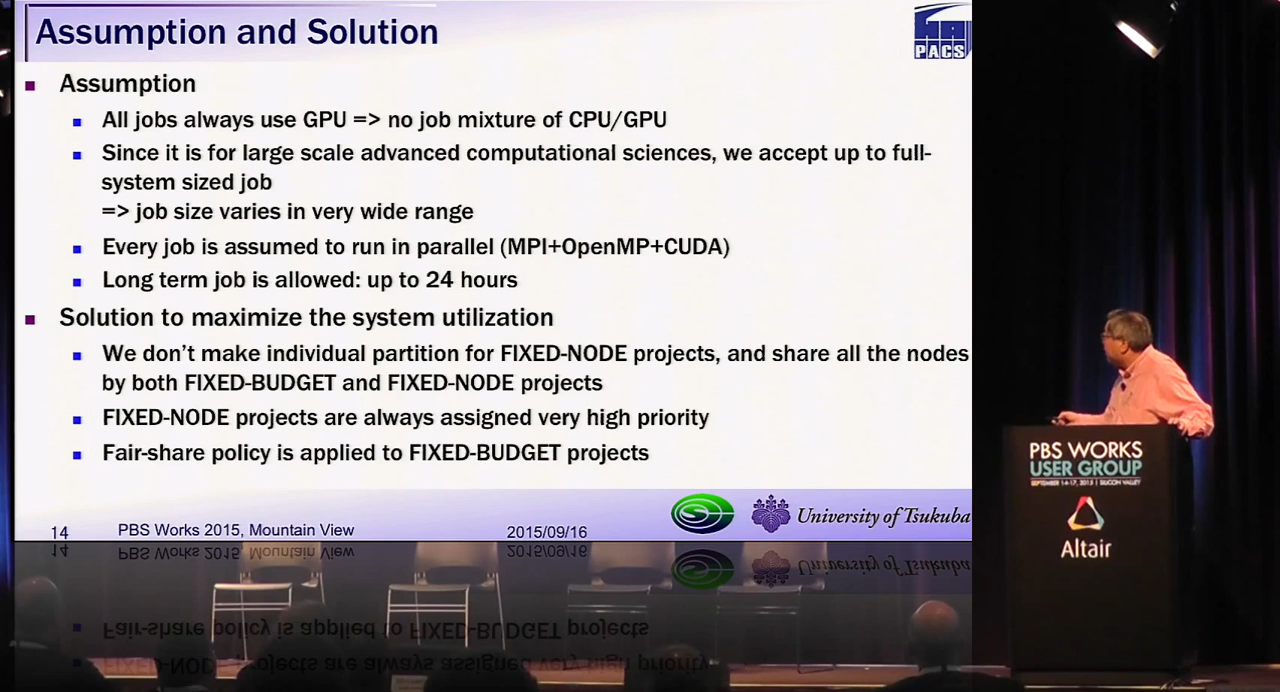 Assumption and Solution
PACS
Assumption
All jobs always use GPU => no job mixture of CPU/GPU
Since it is for large scale advanced computational sciences, we accept up to full-
system sized job
=> job size varies in very wide range
Every job is assumed to run in parallel (MPI+OpenMP+CUDA)
Long term job is allowed: up to 24 hours
Solution to maximize the system utilization
We don't make individual partition for FIXED-NODE projects, and share all the nodes
by both FIXED-BUDGET and FIXED-NODE projects
FIXED-NODE projects are always assigned very high priority
Fair-share policy is applied to FIXED-BUDGET projects
14
PBS Works 2015, Mountain View
2015/09/16
University of Tsukuba
PBS WORKS
USER GROUP
SEPTEMBER 14-17, 2015 | SILICON VALLEY
Altair